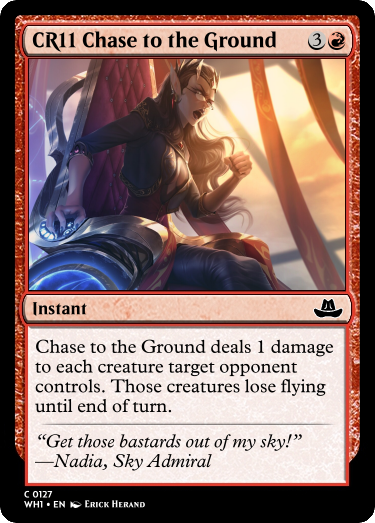 CR11 Chase to the Ground 3
Instant
Chase to the Ground deals 1 damage
to each creature target opponent
controls. Those creatures lose flying
until end of turn.
“Get those bastards out of my sky!”
—Nadia, Sky Admiral
C 0127
WH1 • EN Erick Herand